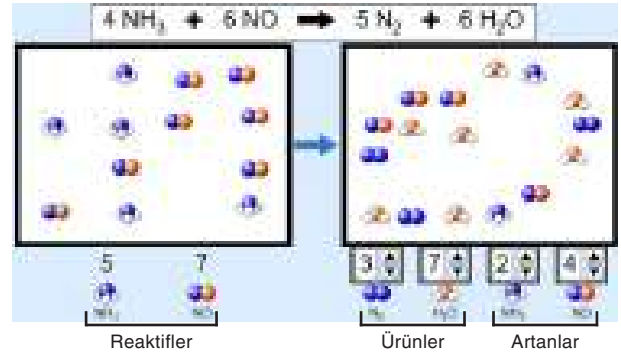 4 NH₃ + 6 NO ➡ 5 N₂ + 6 H₂O
5 7 3 7 2 4
NH₃ NO N₂ H₂O NH₃ NO
Reaktifler Ürünler Artanlar